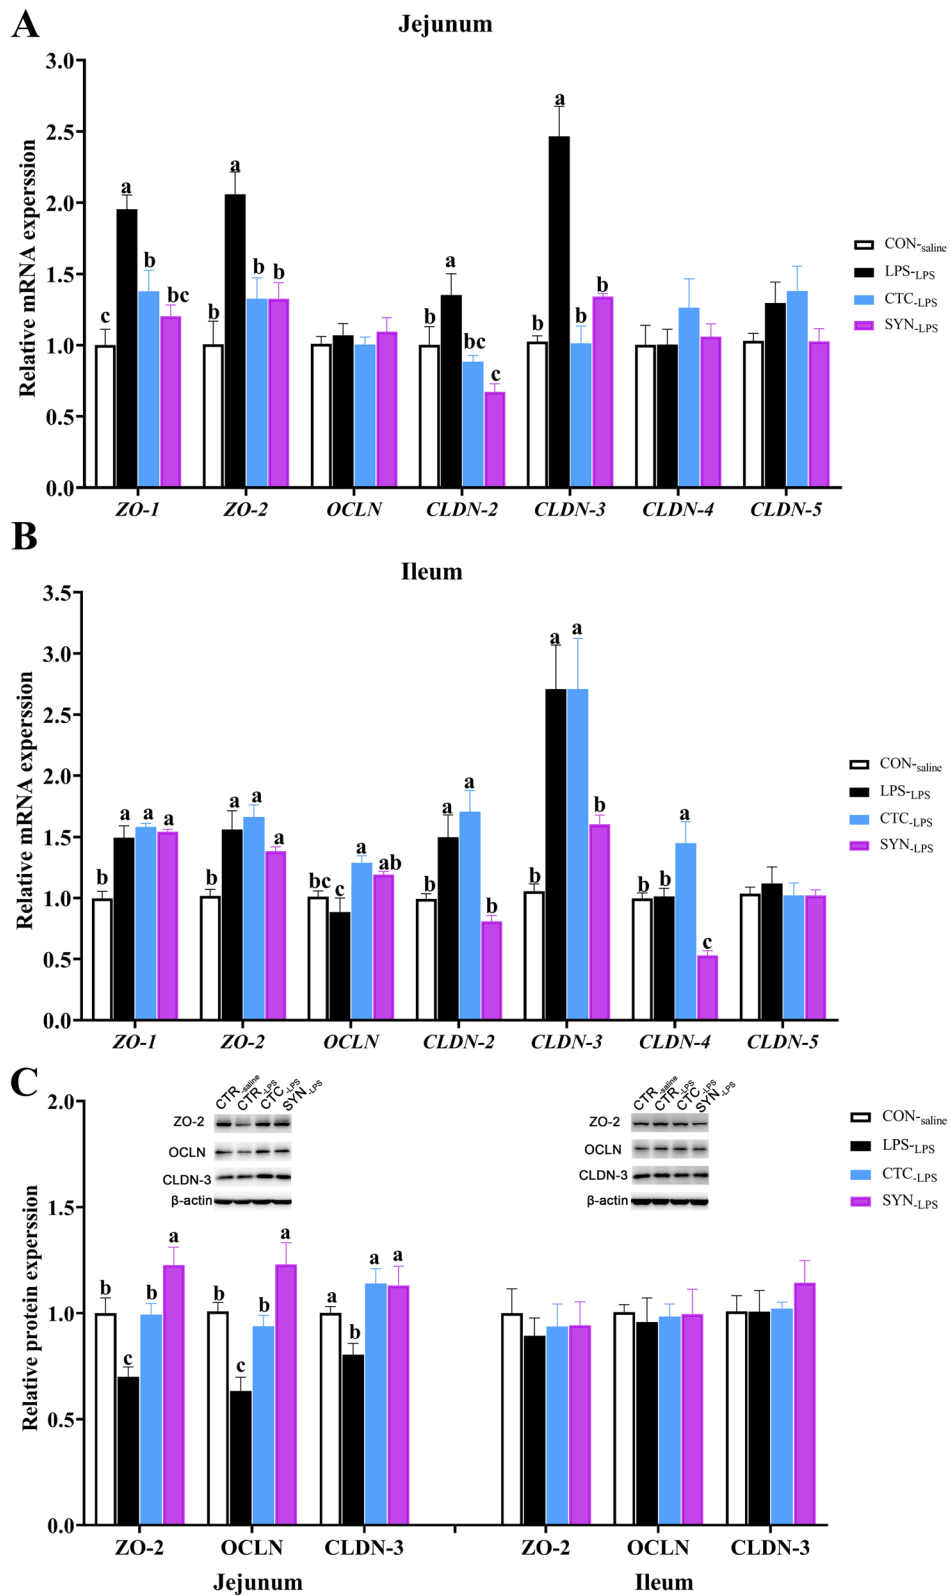 A
Jejunum
Relative mRNA experssion
3.0
2.5
2.0
1.5
1.0
0.5
0.0
c a b bc
b a b b
b a bc c
b a b b
ZO-1 ZO-2 OCLN CLDN-2 CLDN-3 CLDN-4 CLDN-5
CON-saline
LPS-LPS
CTC-LPS
SYN-LPS
B
Ileum
Relative mRNA experssion
3.5
3.0
2.5
2.0
1.5
1.0
0.5
0.0
b a a a
b a a a
bc c a ab
b a a b
b a a b
b b a c
ZO-1 ZO-2 OCLN CLDN-2 CLDN-3 CLDN-4 CLDN-5
CON-saline
LPS-LPS
CTC-LPS
SYN-LPS
C
Relative protein experssion
2.0
1.5
1.0
0.5
0.0
CTR-saline CTR-LPS CTC-LPS SYN-LPS
ZO-2
OCLN
CLDN-3
β-actin
CTR-saline CTR-LPS CTC-LPS SYN-LPS
ZO-2
OCLN
CLDN-3
β-actin
b c b a
b c b a
a b a a
ZO-2 OCLN CLDN-3 ZO-2 OCLN CLDN-3
Jejunum Ileum
CON-saline
LPS-LPS
CTC-LPS
SYN-LPS